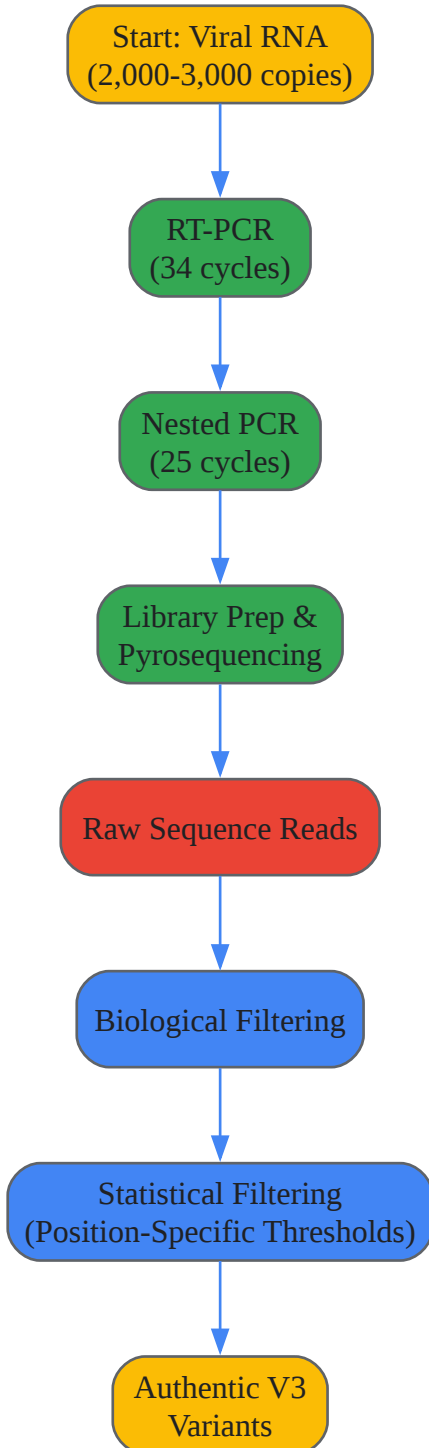 Start: Viral RNA
(2,000-3,000 copies)
RT-PCR
(34 cycles)
Nested PCR
(25 cycles)
Library Prep &
Pyrosequencing
Raw Sequence Reads
Biological Filtering
Statistical Filtering
(Position-Specific Thresholds)
Authentic V3
Variants